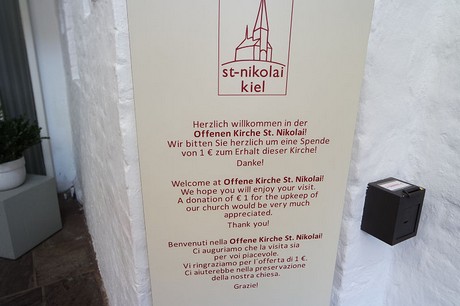 st-nikolai
kiel
Herzlich willkommen in der
Offenen Kirche St. Nikolai!
Wir bitten Sie herzlich um eine Spende
von 1 € zum Erhalt dieser Kirche!
Danke!
Welcome at Offene Kirche St. Nikolai!
We hope you will enjoy your visit.
A donation of € 1 for the upkeep of
our church would be very much
appreciated.
Thank you!
Benvenuti nella Offene Kirche St. Nikolai!
Ci auguriamo che la visita sia
per voi piacevole.
Vi ringraziamo per l'offerta di 1 €.
Ci aiuterebbe nella preservazione
della nostra chiesa.
Grazie!